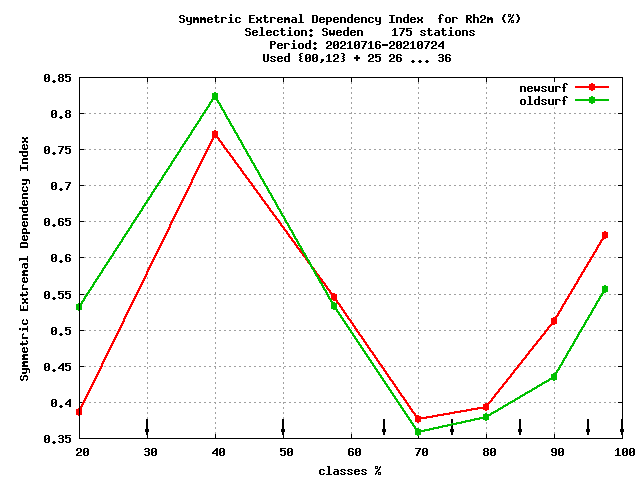 Symmetric Extremal Dependency Index  for Rh2m (%)
Selection: Sweden    175 stations
Period: 20210716-20210724
Used {00,12} + 25 26 ... 36
newsurf
oldsurf
Symmetric Extremal Dependency Index
0.85
0.8
0.75
0.7
0.65
0.6
0.55
0.5
0.45
0.4
0.35
20 30 40 50 60 70 80 90 100
classes %